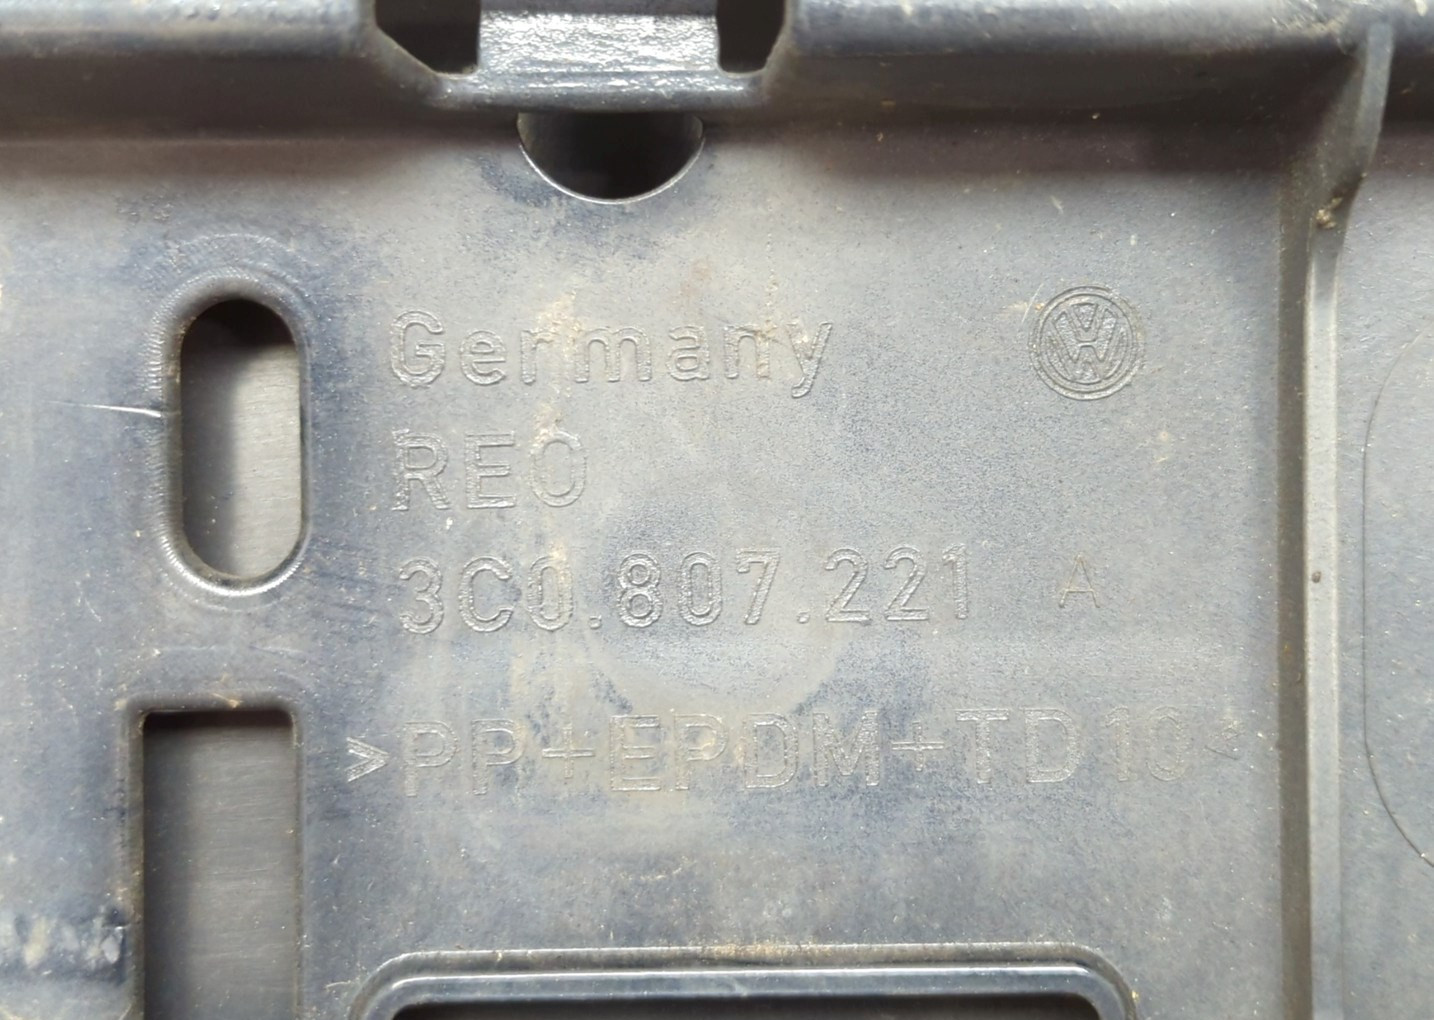 Germany
REO
3C0.807.221 A
>PP+EPDM+TD10<